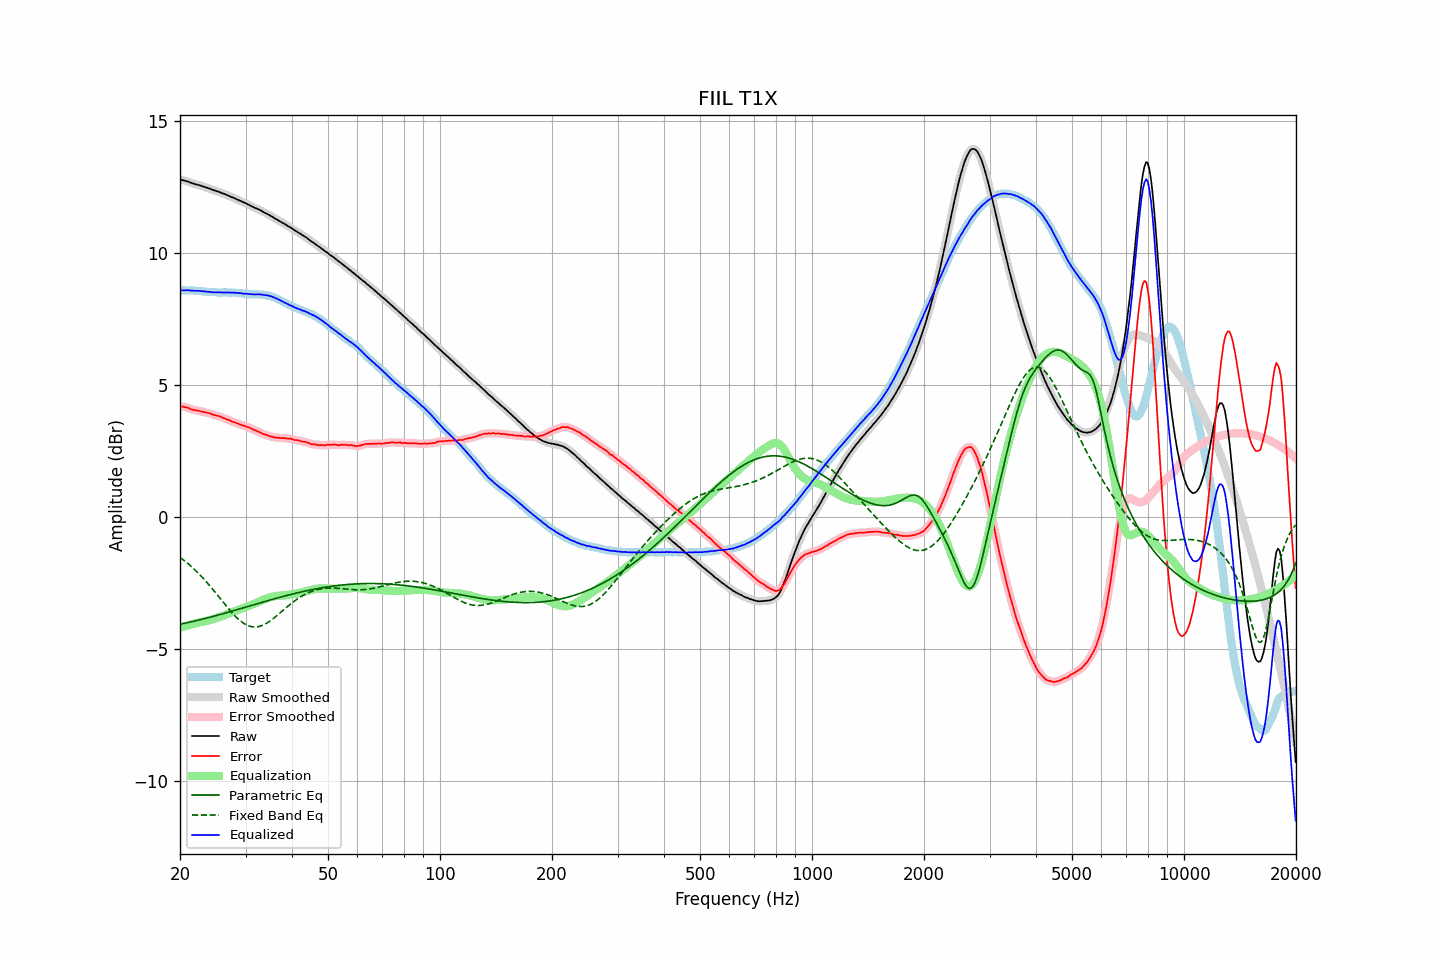 FIIL T1X
Amplitude (dBr)
15
10
5
0
−5
−10
Target
Raw Smoothed
Error Smoothed
Raw
Error
Equalization
Parametric Eq
Fixed Band Eq
Equalized
20 50 100 200 500 1000 2000 5000 10000 20000
Frequency (Hz)